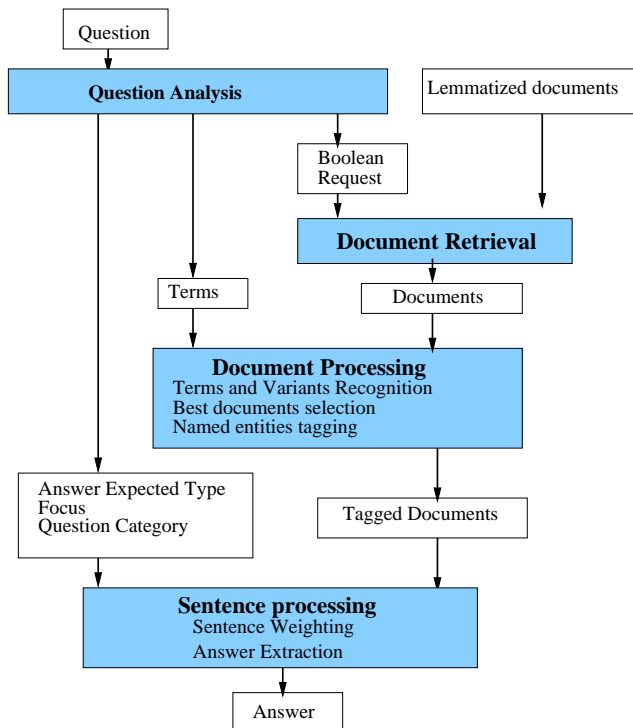 Question
Question Analysis
Lemmatized documents
Boolean
Request
Document Retrieval
Terms
Documents
Document Processing
Terms and Variants Recognition
Best documents selection
Named entities tagging
Answer Expected Type
Focus
Question Category
Tagged Documents
Sentence processing
Sentence Weighting
Answer Extraction
Answer